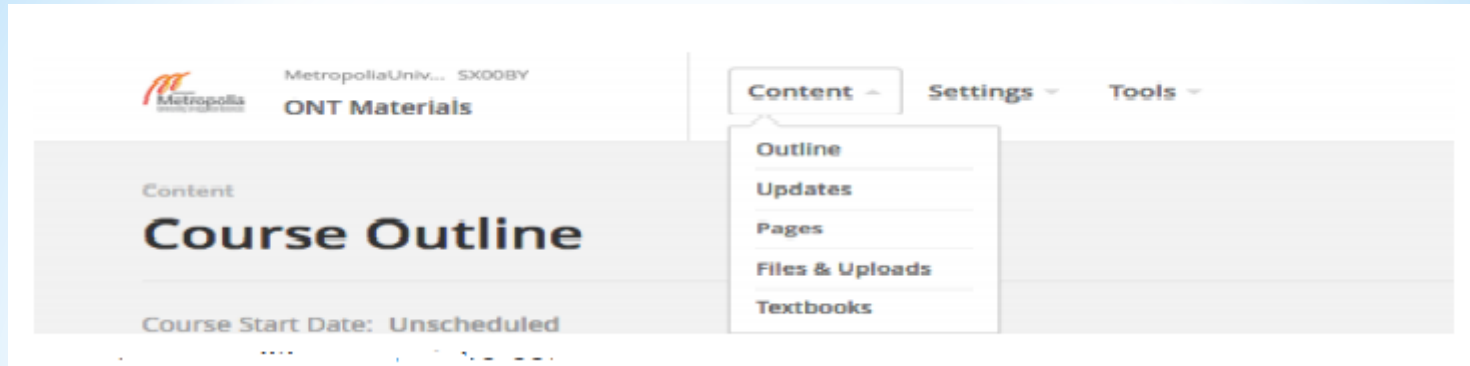 MetropoliaUniv... SX00BY
Metropolia
ONT Materials
Content Settings Tools
Outline
Updates
Pages
Files & Uploads
Textbooks
Content
Course Outline
Course Start Date: Unscheduled